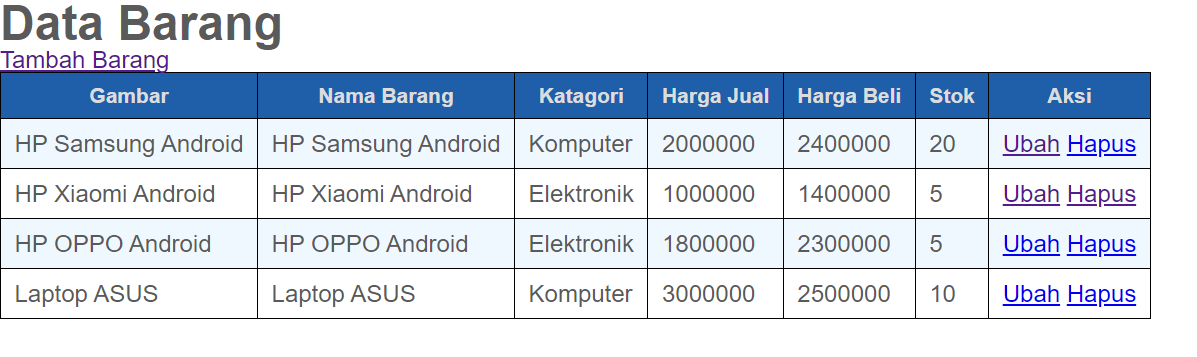 Data Barang
Tambah Barang
Gambar Nama Barang Katagori Harga Jual Harga Beli Stok Aksi
HP Samsung Android HP Samsung Android Komputer 2000000 2400000 20 Ubah Hapus
HP Xiaomi Android HP Xiaomi Android Elektronik 1000000 1400000 5 Ubah Hapus
HP OPPO Android HP OPPO Android Elektronik 1800000 2300000 5 Ubah Hapus
Laptop ASUS Laptop ASUS Komputer 3000000 2500000 10 Ubah Hapus